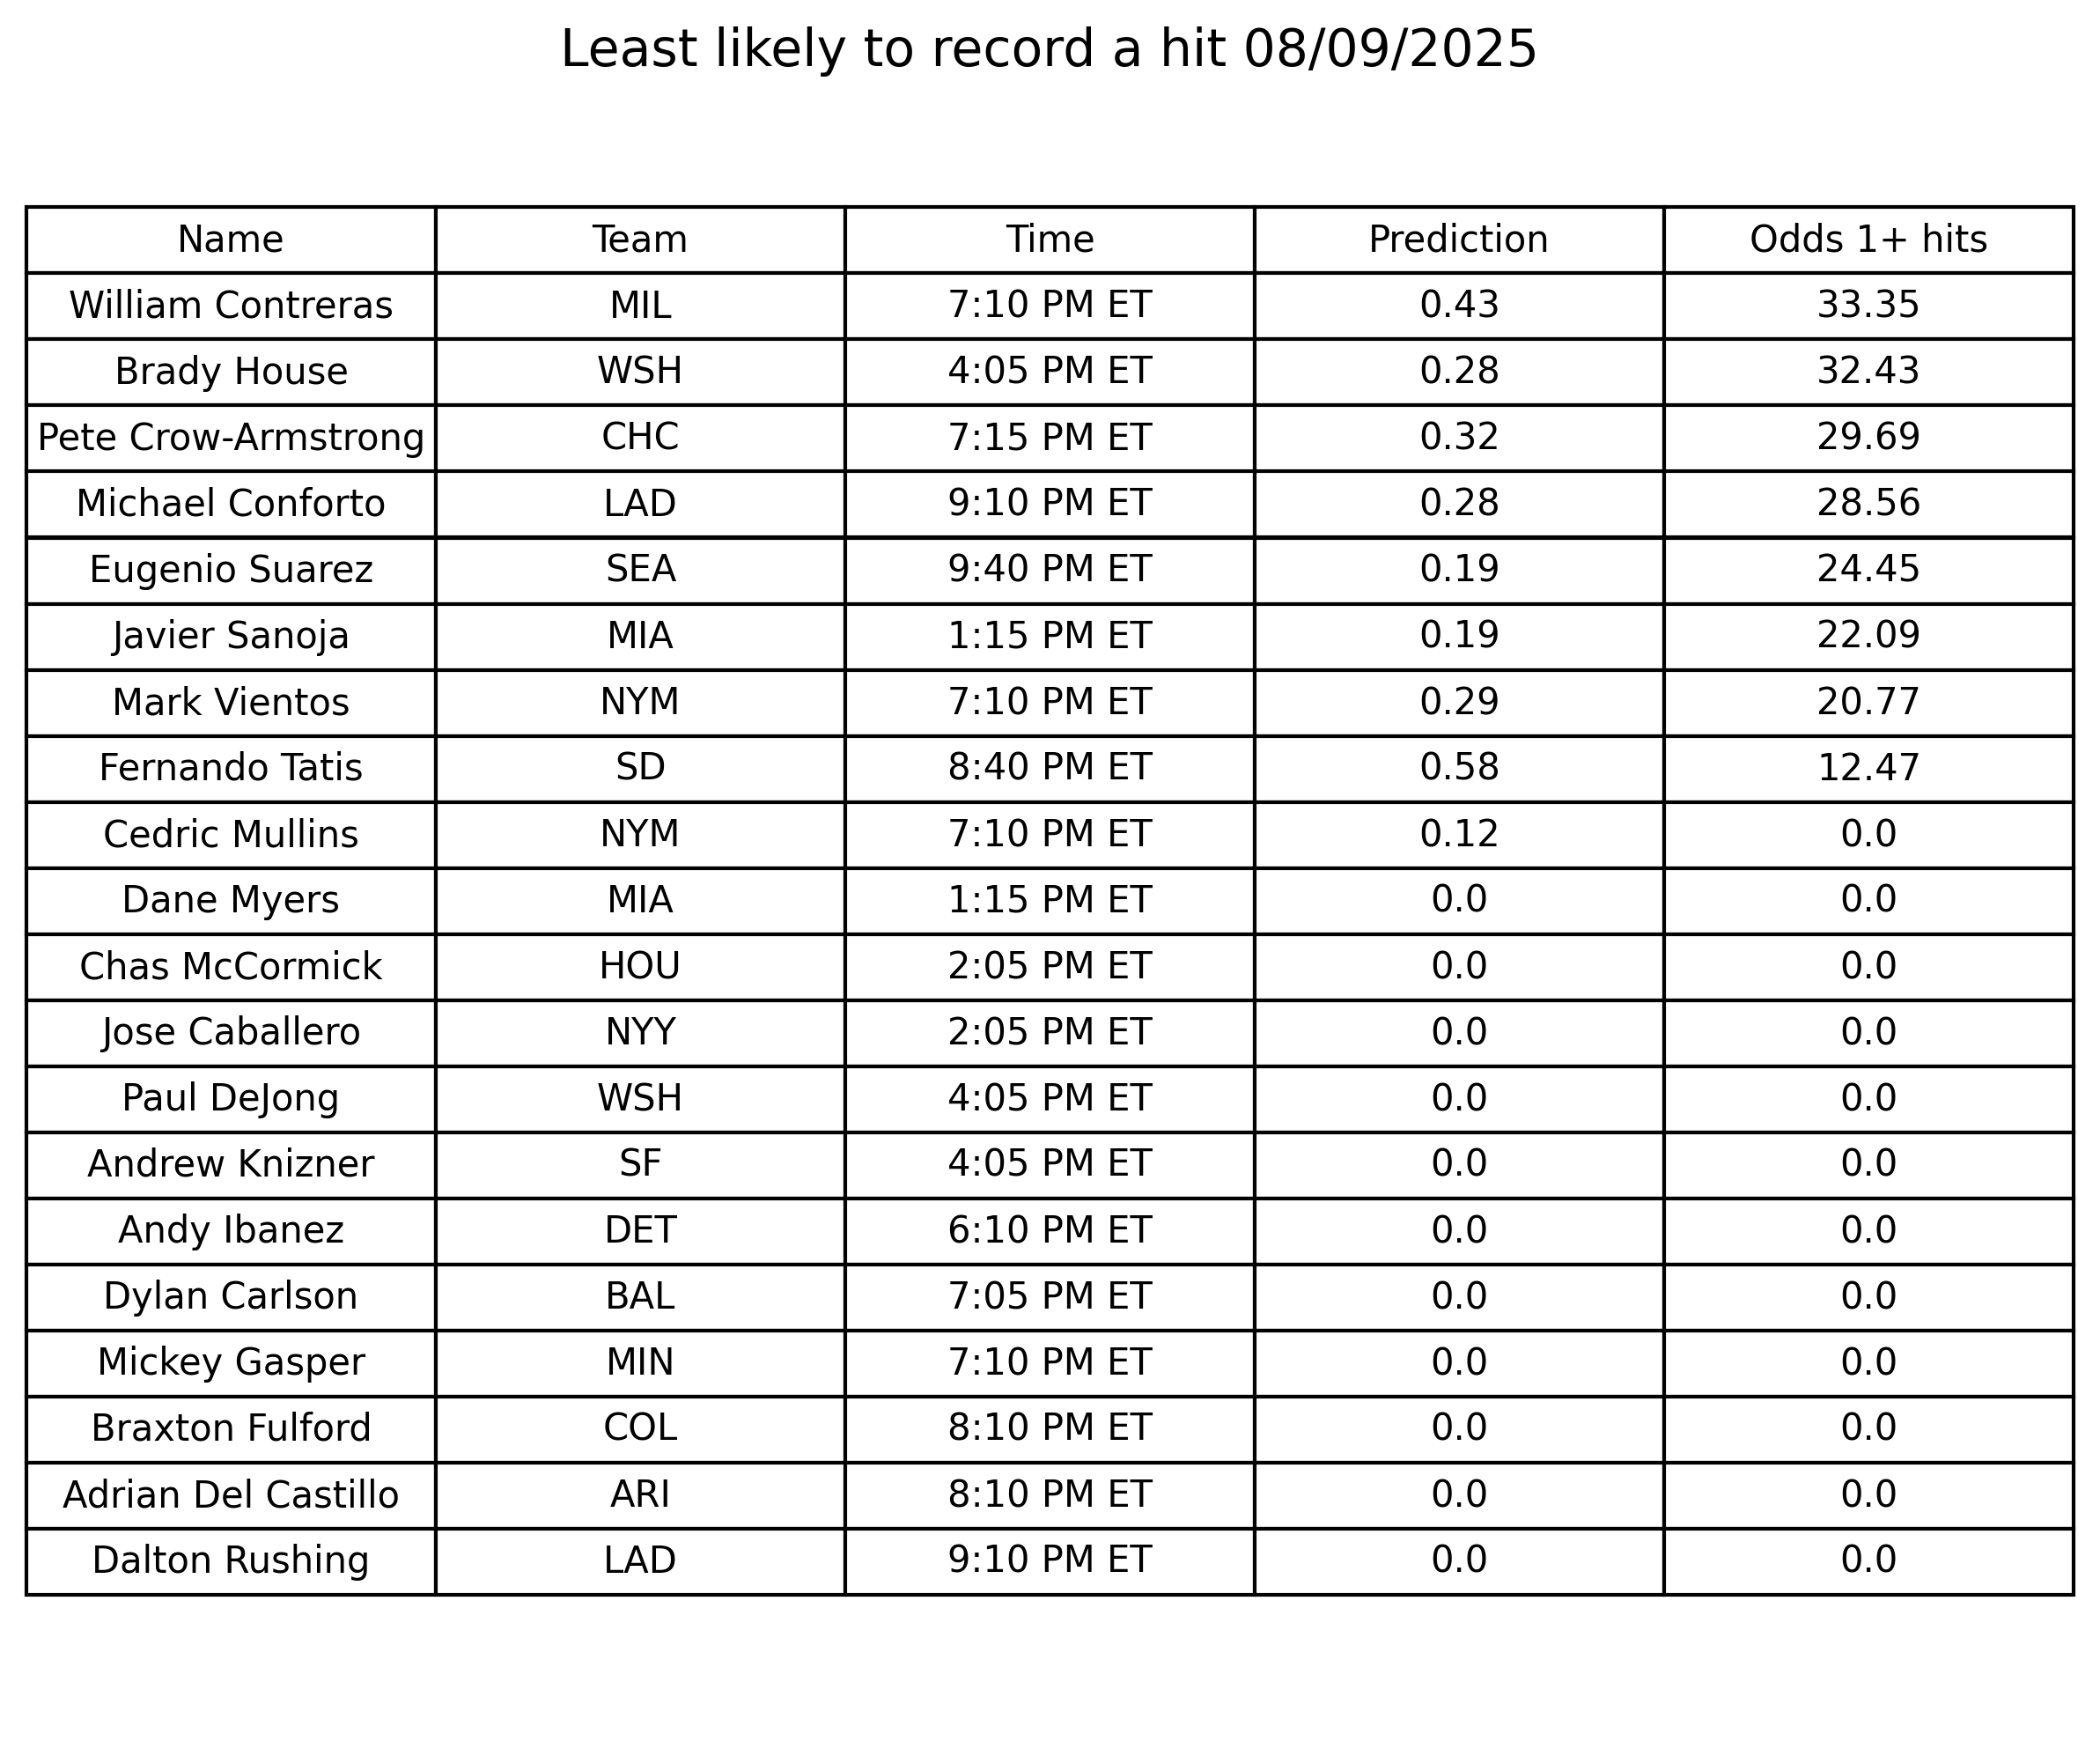 Least likely to record a hit 08/09/2025
Name Team Time Prediction Odds 1+ hits
William Contreras MIL 7:10 PM ET 0.43 33.35
Brady House WSH 4:05 PM ET 0.28 32.43
Pete Crow-Armstrong CHC 7:15 PM ET 0.32 29.69
Michael Conforto LAD 9:10 PM ET 0.28 28.56
Eugenio Suarez SEA 9:40 PM ET 0.19 24.45
Javier Sanoja MIA 1:15 PM ET 0.19 22.09
Mark Vientos NYM 7:10 PM ET 0.29 20.77
Fernando Tatis SD 8:40 PM ET 0.58 12.47
Cedric Mullins NYM 7:10 PM ET 0.12 0.0
Dane Myers MIA 1:15 PM ET 0.0 0.0
Chas McCormick HOU 2:05 PM ET 0.0 0.0
Jose Caballero NYY 2:05 PM ET 0.0 0.0
Paul DeJong WSH 4:05 PM ET 0.0 0.0
Andrew Knizner SF 4:05 PM ET 0.0 0.0
Andy Ibanez DET 6:10 PM ET 0.0 0.0
Dylan Carlson BAL 7:05 PM ET 0.0 0.0
Mickey Gasper MIN 7:10 PM ET 0.0 0.0
Braxton Fulford COL 8:10 PM ET 0.0 0.0
Adrian Del Castillo ARI 8:10 PM ET 0.0 0.0
Dalton Rushing LAD 9:10 PM ET 0.0 0.0